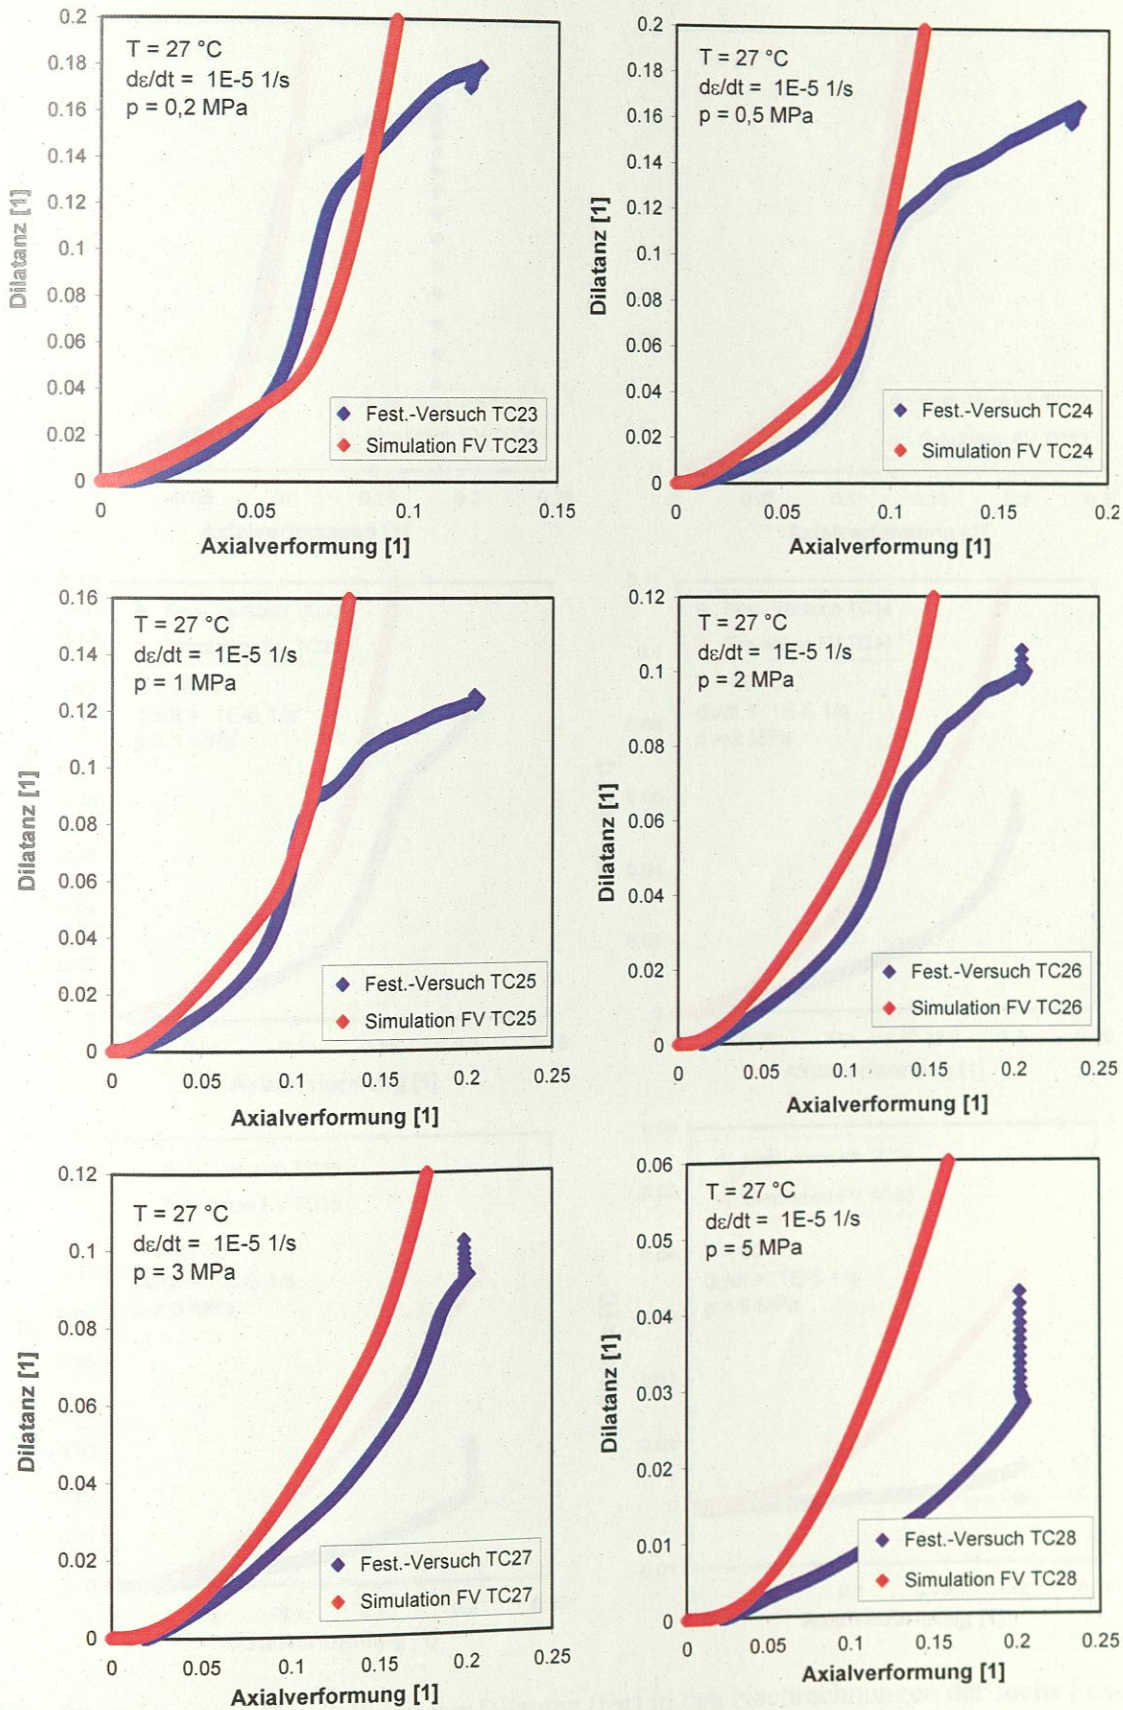 0.2
0.18
0.16
0.14
0.12
0.1
0.08
0.06
0.04
0.02
0
Dilatanz [1]
T = 27 °C
dε/dt = 1E-5 1/s
p = 0,2 MPa
Fest.-Versuch TC23
Simulation FV TC23
0 0.05 0.1 0.15
Axialverformung [1]
0.2
0.18
0.16
0.14
0.12
0.1
0.08
0.06
0.04
0.02
0
Dilatanz [1]
T = 27 °C
dε/dt = 1E-5 1/s
p = 0,5 MPa
Fest.-Versuch TC24
Simulation FV TC24
0 0.05 0.1 0.15 0.2
Axialverformung [1]
0.16
0.14
0.12
0.1
0.08
0.06
0.04
0.02
0
Dilatanz [1]
T = 27 °C
dε/dt = 1E-5 1/s
p = 1 MPa
Fest.-Versuch TC25
Simulation FV TC25
0 0.05 0.1 0.15 0.2 0.25
Axialverformung [1]
0.12
0.1
0.08
0.06
0.04
0.02
0
Dilatanz [1]
T = 27 °C
dε/dt = 1E-5 1/s
p = 2 MPa
Fest.-Versuch TC26
Simulation FV TC26
0 0.05 0.1 0.15 0.2 0.25
Axialverformung [1]
0.12
0.1
0.08
0.06
0.04
0.02
0
Dilatanz [1]
T = 27 °C
dε/dt = 1E-5 1/s
p = 3 MPa
Fest.-Versuch TC27
Simulation FV TC27
0 0.05 0.1 0.15 0.2 0.25
Axialverformung [1]
0.06
0.05
0.04
0.03
0.02
0.01
0
Dilatanz [1]
T = 27 °C
dε/dt = 1E-5 1/s
p = 5 MPa
Fest.-Versuch TC28
Simulation FV TC28
0 0.05 0.1 0.15 0.2 0.25
Axialverformung [1]